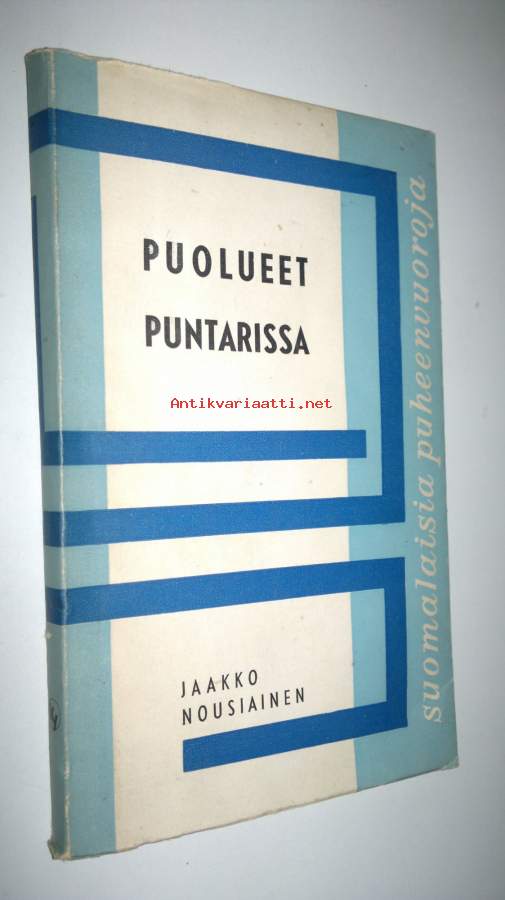 PUOLUEET
PUNTARISSA
Antikvariaatti.net
JAAKKO
NOUSIAINEN
suomalaisia puheenvuoroja